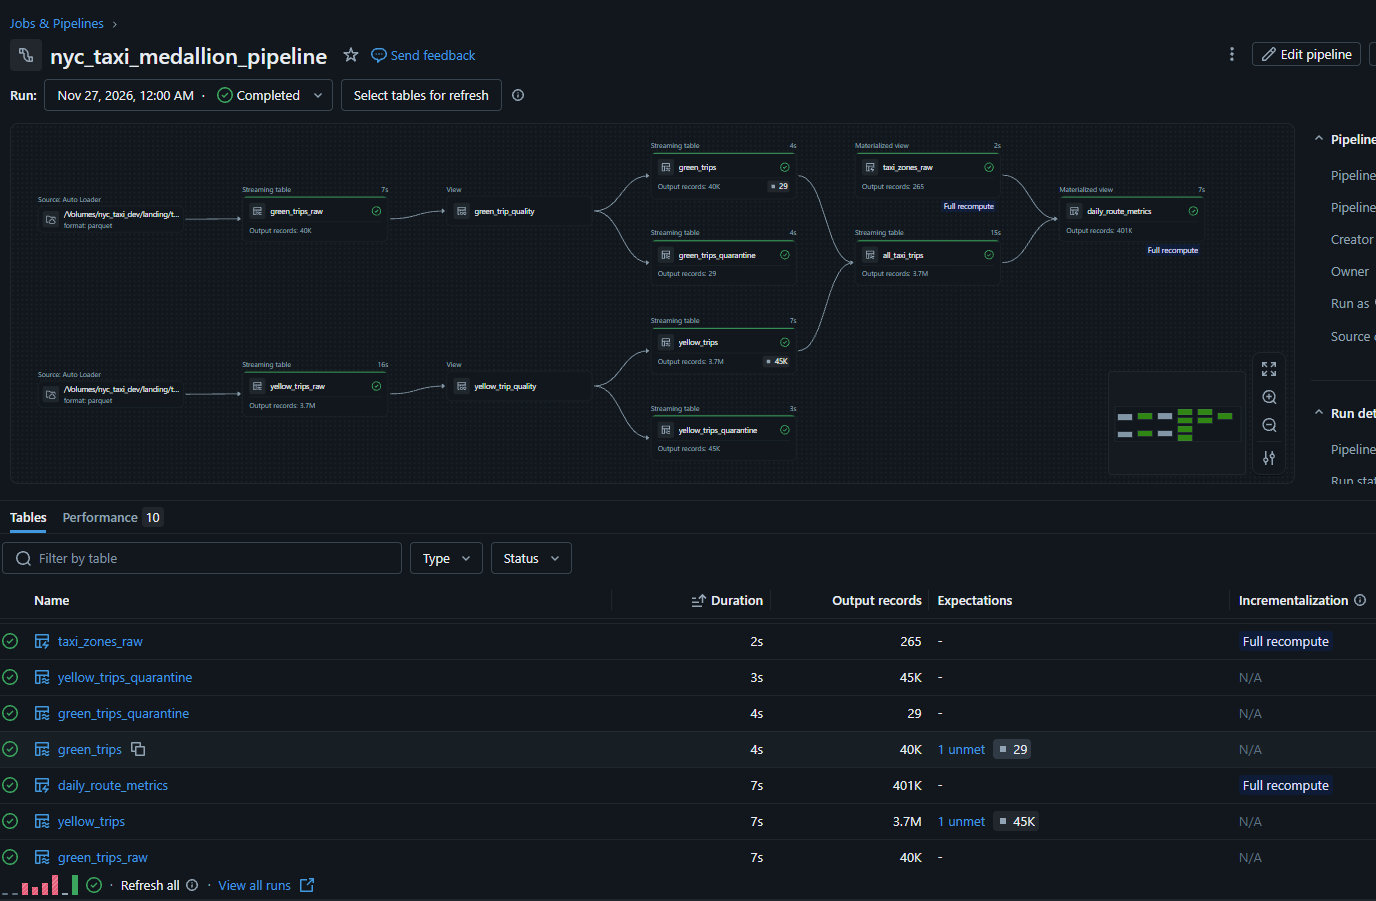 Jobs & Pipelines ›
nyc_taxi_medallion_pipeline
Send feedback
Edit pipeline
Run:
Nov 27, 2026, 12:00 AM · Completed
Select tables for refresh
Source: Auto Loader
/Volumes/nyc_taxi_dev/landing/t...
format: parquet
Streaming table 7s
green_trips_raw
Output records: 40K
View
green_trip_quality
Streaming table 4s
green_trips
Output records: 40K
29
Streaming table 4s
green_trips_quarantine
Output records: 29
Materialized view 2s
taxi_zones_raw
Output records: 265
Full recompute
Streaming table 15s
all_taxi_trips
Output records: 3.7M
Materialized view 7s
daily_route_metrics
Output records: 401K
Full recompute
Source: Auto Loader
/Volumes/nyc_taxi_dev/landing/t...
format: parquet
Streaming table 16s
yellow_trips_raw
Output records: 3.7M
View
yellow_trip_quality
Streaming table 7s
yellow_trips
Output records: 3.7M
45K
Streaming table 3s
yellow_trips_quarantine
Output records: 45K
Pipeline
Pipeline
Pipeline
Creator
Owner
Run as
Source
Run det
Pipeline
Run stat
Tables
Performance 10
Filter by table
Type
Status
Name Duration Output records Expectations Incrementalization
taxi_zones_raw 2s 265 - Full recompute
yellow_trips_quarantine 3s 45K - N/A
green_trips_quarantine 4s 29 - N/A
green_trips 4s 40K 1 unmet 29 N/A
daily_route_metrics 7s 401K - Full recompute
yellow_trips 7s 3.7M 1 unmet 45K N/A
green_trips_raw 7s 40K - N/A
· Refresh all · View all runs